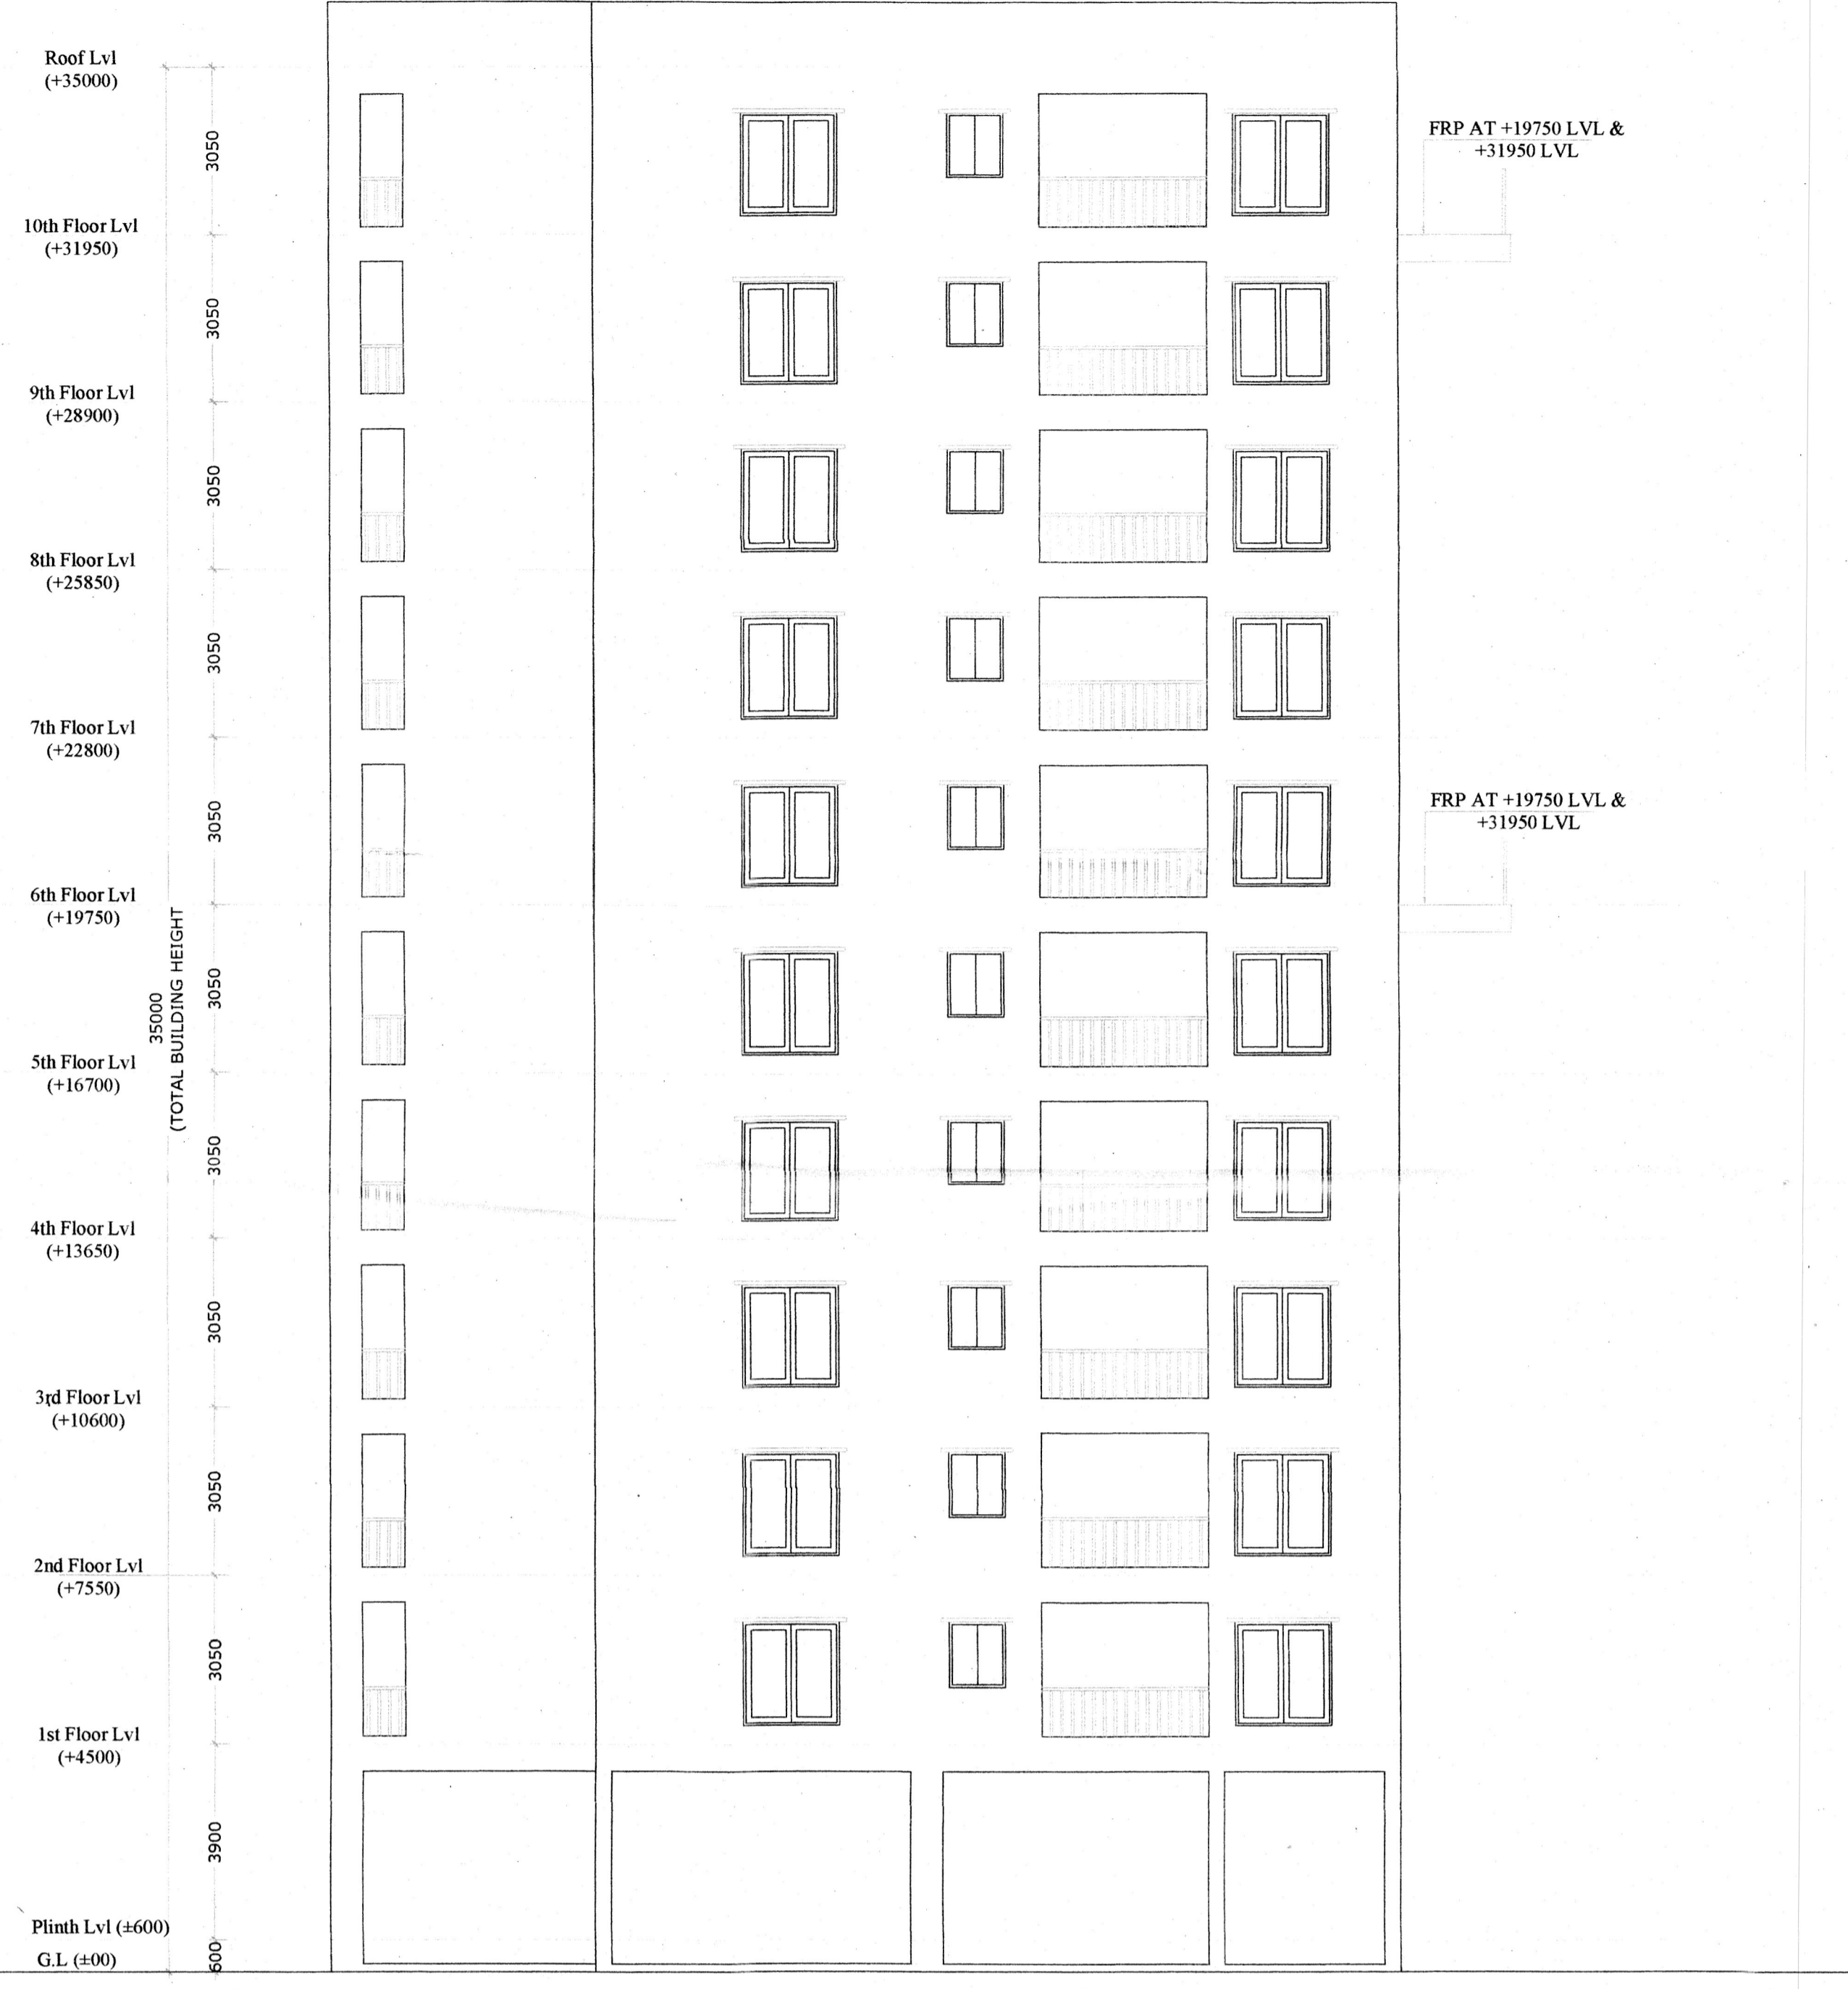 Roof Lvl
(+35000)
3050
FRP AT +19750 LVL &
+31950 LVL
10th Floor Lvl
(+31950)
3050
9th Floor Lvl
(+28900)
3050
8th Floor Lvl
(+25850)
3050
7th Floor Lvl
(+22800)
3050
FRP AT +19750 LVL &
+31950 LVL
6th Floor Lvl
(+19750)
35000
(TOTAL BUILDING HEIGHT
3050
5th Floor Lvl
(+16700)
3050
4th Floor Lvl
(+13650)
3050
3rd Floor Lvl
(+10600)
3050
2nd Floor Lvl
(+7550)
3050
1st Floor Lvl
(+4500)
3900
Plinth Lvl (±600)
G.L (±00)
600